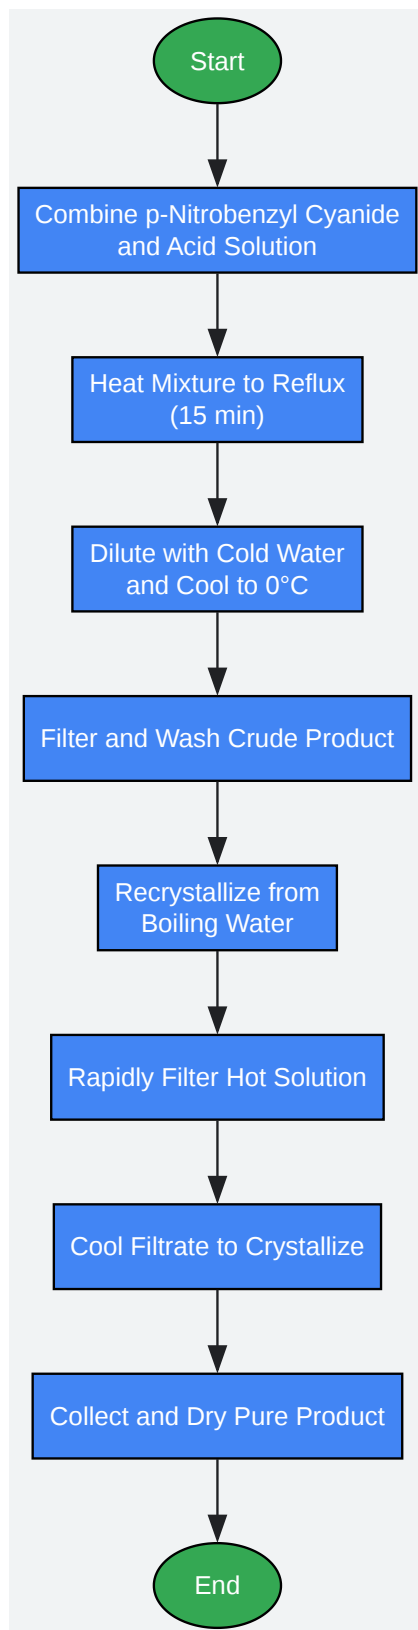 Start
Combine p-Nitrobenzyl Cyanide
and Acid Solution
Heat Mixture to Reflux
(15 min)
Dilute with Cold Water
and Cool to 0°C
Filter and Wash Crude Product
Recrystallize from
Boiling Water
Rapidly Filter Hot Solution
Cool Filtrate to Crystallize
Collect and Dry Pure Product
End